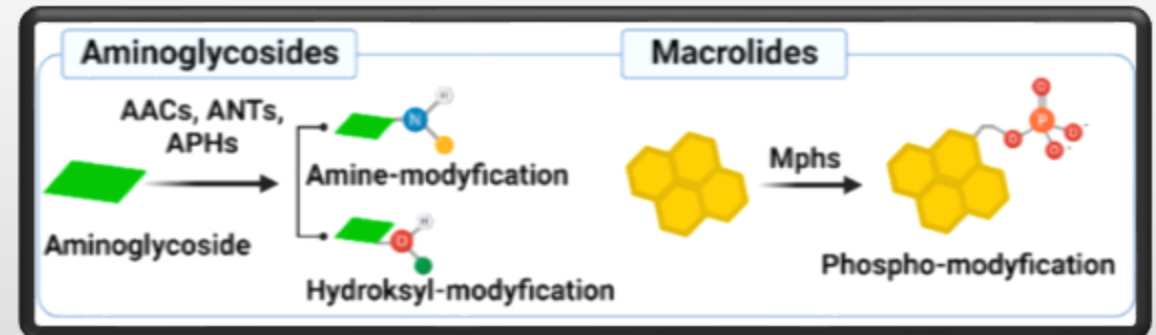 Aminoglycosides
AACs, ANTs,
APHs
Aminoglycoside
H
N
Amine-modyfication
H
O
Hydroksyl-modyfication
Macrolides
Mphs
O
P
O
O-
O-
Phospho-modyfication